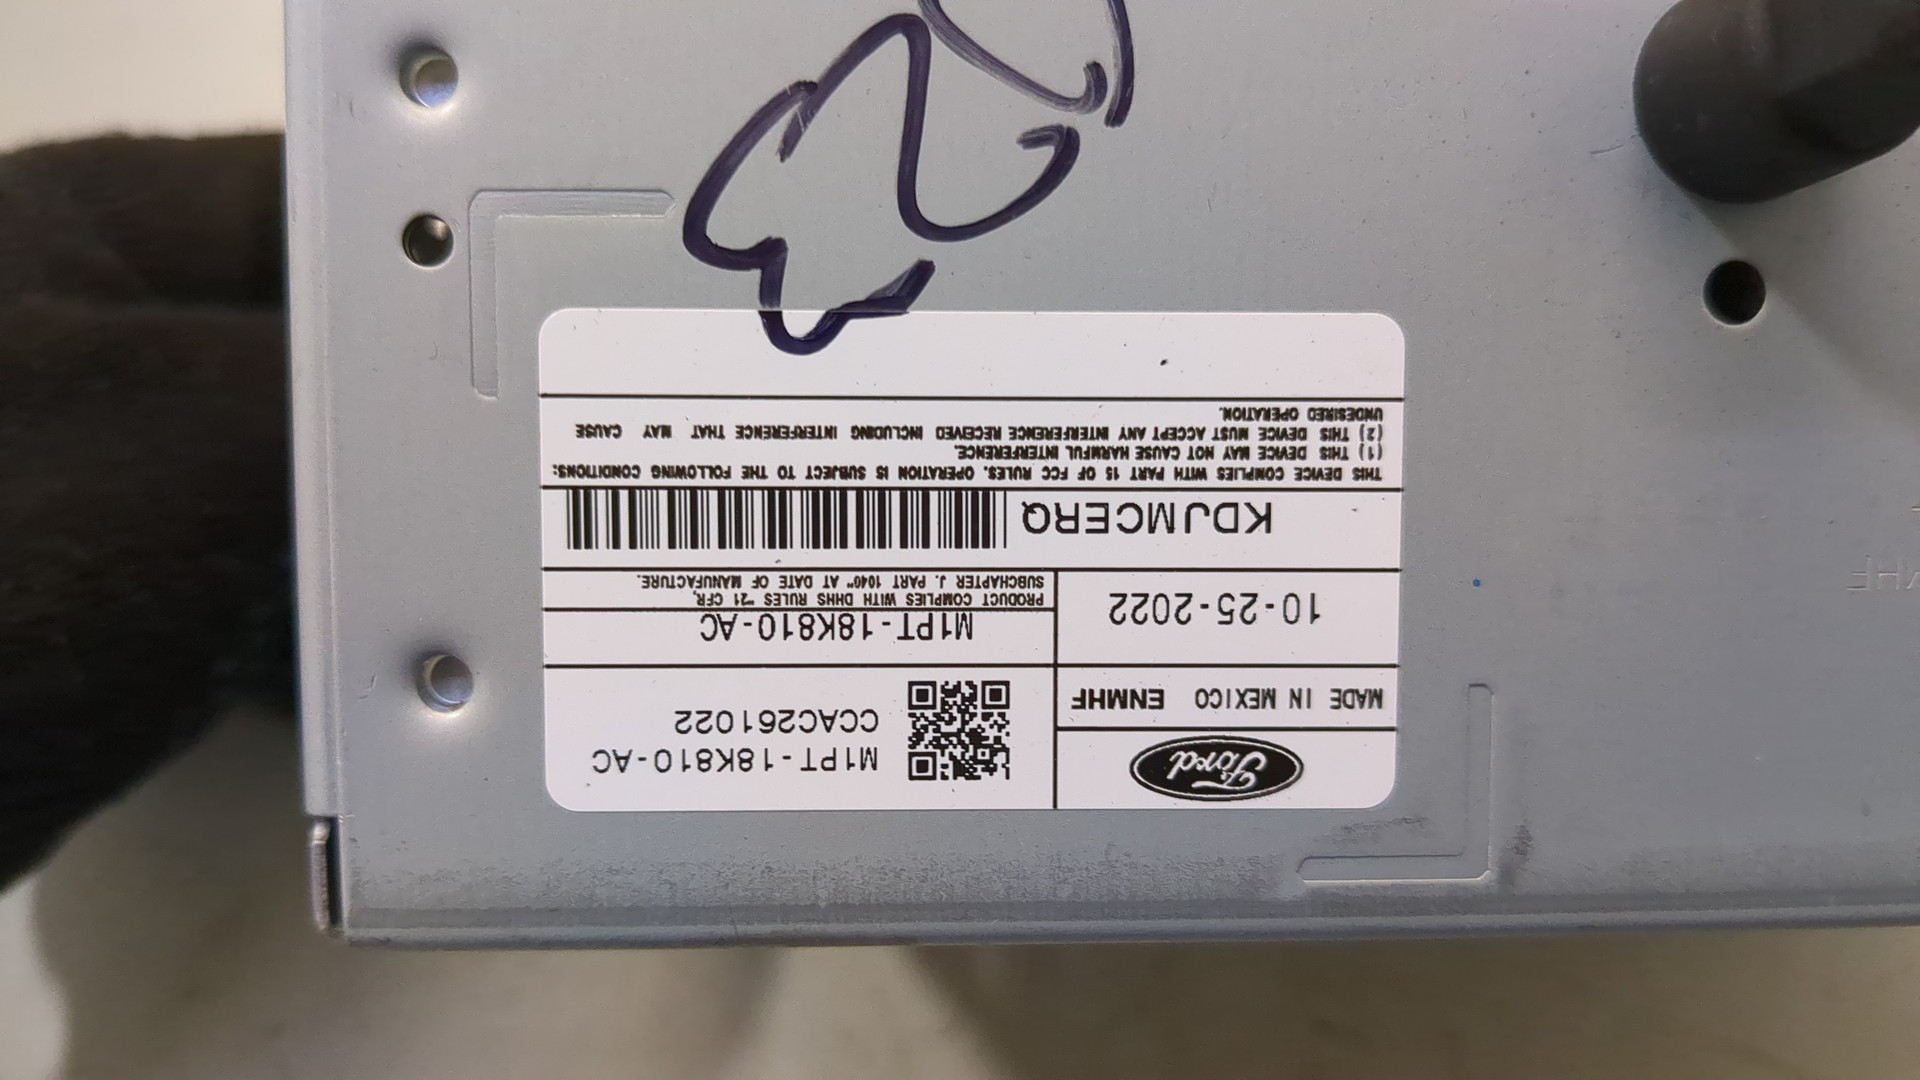 Ford
M1PT-18K810-AC
CCAC261022
MADE IN MEXICO ENMHF
10-25-2022
M1PT-18K810-AC
PRODUCT COMPLIES WITH DHHS RULES "21 CFR,
SUBCHAPTER J. PART 1040" AT DATE OF MANUFACTURE.
KDJMCERQ
THIS DEVICE COMPLIES WITH PART 15 OF FCC RULES. OPERATION IS SUBJECT TO THE FOLLOWING CONDITIONS:
(1) THIS DEVICE MAY NOT CAUSE HARMFUL INTERFERENCE.
(2) THIS DEVICE MUST ACCEPT ANY INTERFERENCE RECEIVED INCLUDING INTERFERENCE THAT MAY CAUSE
UNDESIRED OPERATION.